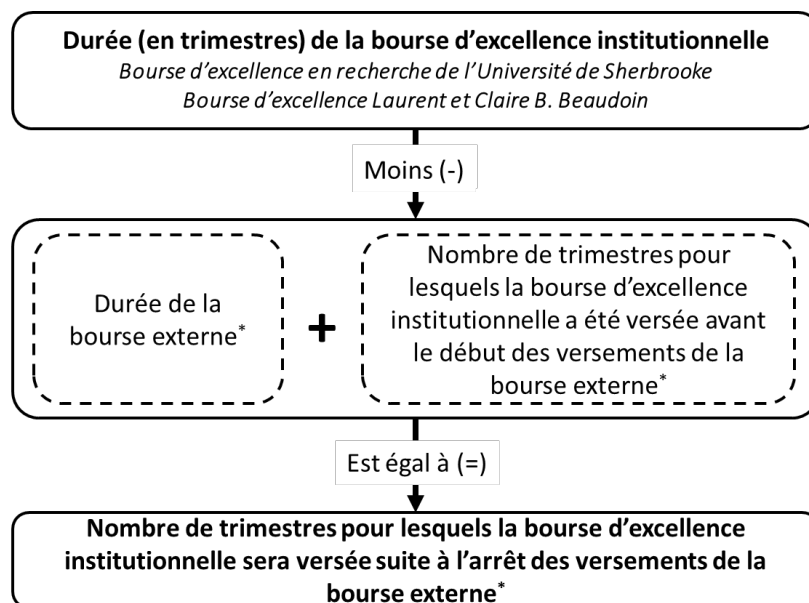 Durée (en trimestres) de la bourse d’excellence institutionnelle
Bourse d’excellence en recherche de l’Université de Sherbrooke
Bourse d’excellence Laurent et Claire B. Beaudoin
Moins (-)
Durée de la
bourse externe*
+
Nombre de trimestres pour
lesquels la bourse d’excellence
institutionnelle a été versée avant
le début des versements de la
bourse externe*
Est égal à (=)
Nombre de trimestres pour lesquels la bourse d’excellence
institutionnelle sera versée suite à l’arrêt des versements de la
bourse externe*